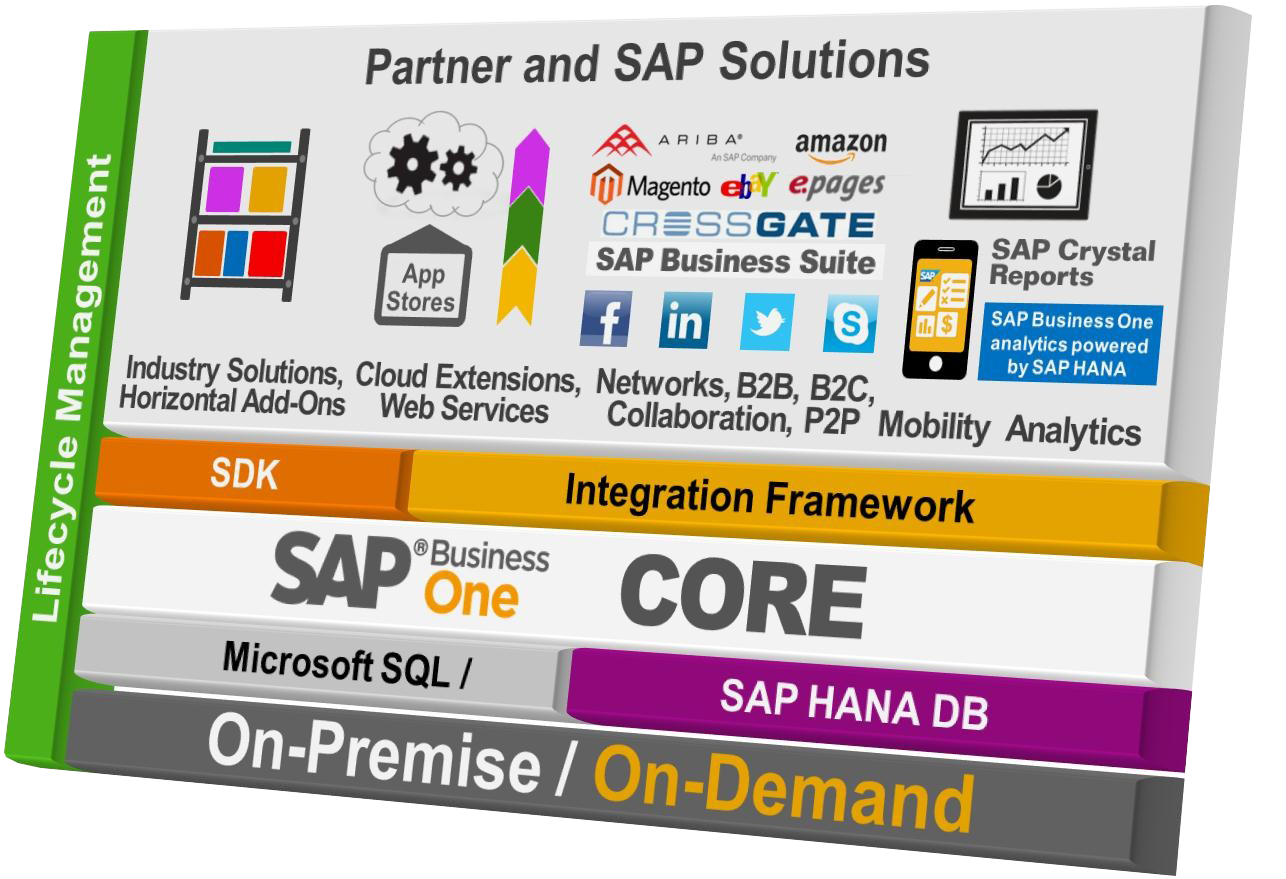 Lifecycle Management
Partner and SAP Solutions
App
Stores
ARIBA®
An SAP Company
amazon
Magento
ebaY
e.pages
CROSSGATE
SAP Business Suite
f
in
S
SAP
$
SAP Crystal
Reports
SAP Business One
analytics powered
by SAP HANA
Industry Solutions,
Horizontal Add-Ons
Cloud Extensions,
Web Services
Networks, B2B, B2C,
Collaboration, P2P
Mobility
Analytics
SDK
Integration Framework
SAP® Business
One
CORE
Microsoft SQL /
SAP HANA DB
On-Premise / On-Demand